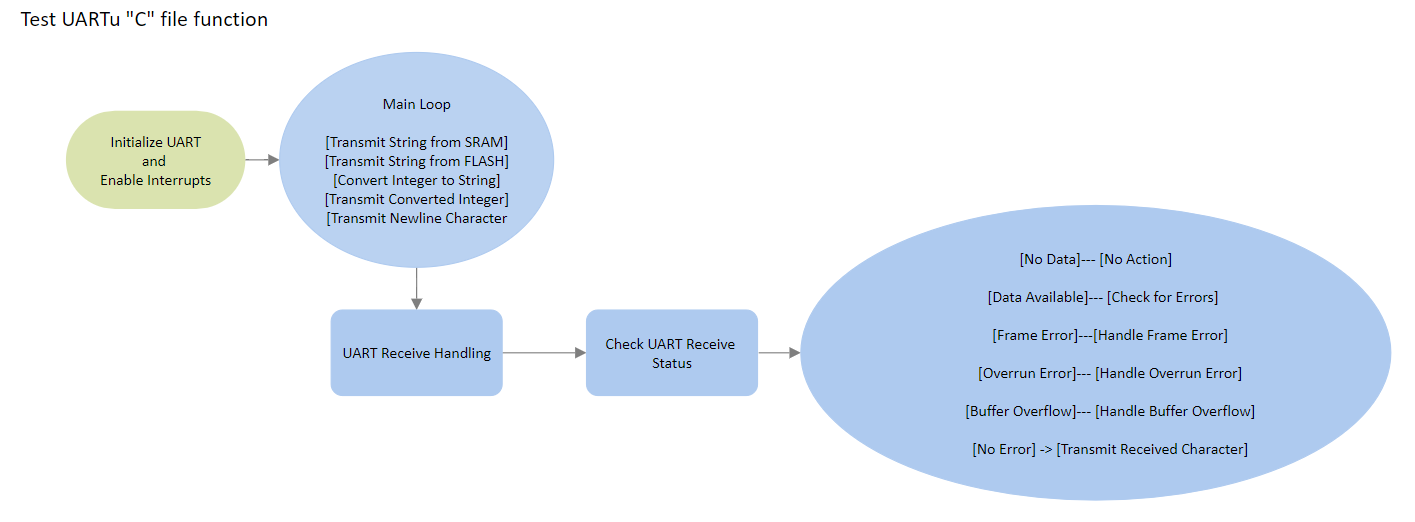 Test UARTu "C" file function
Initialize UART
and
Enable Interrupts
Main Loop
[Transmit String from SRAM]
[Transmit String from FLASH]
[Convert Integer to String]
[Transmit Converted Integer]
[Transmit Newline Character
UART Receive Handling
Check UART Receive
Status
[No Data]--- [No Action]
[Data Available]--- [Check for Errors]
[Frame Error]---[Handle Frame Error]
[Overrun Error]--- [Handle Overrun Error]
[Buffer Overflow]--- [Handle Buffer Overflow]
[No Error] -> [Transmit Received Character]